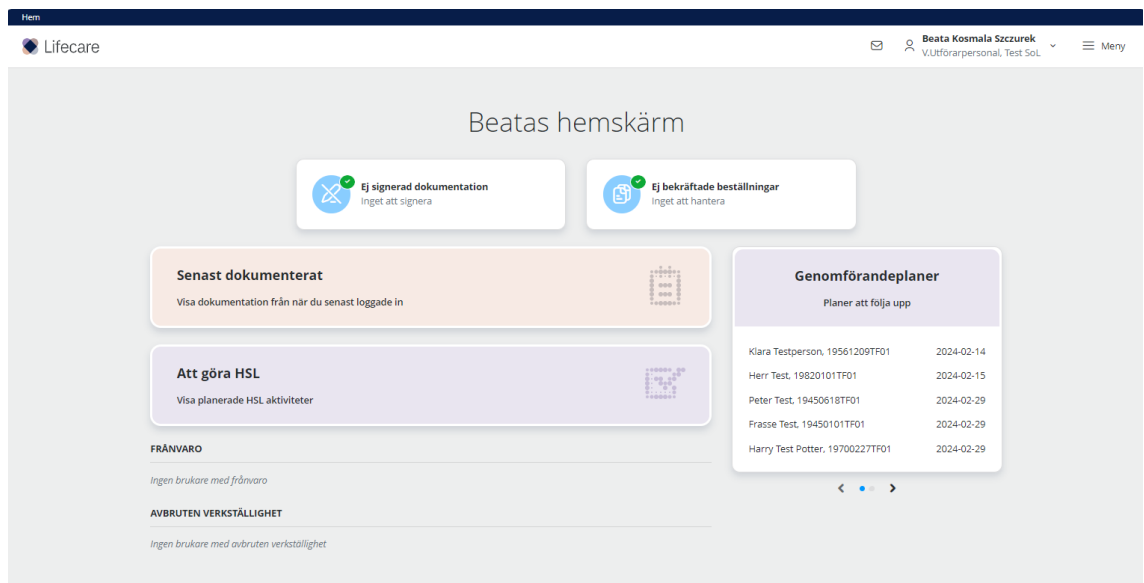 Hem
Lifecare
Beata Kosmala Szczurek
V.Utförarpersonal, Test SoL
Meny
Beatas hemskärm
Ej signerad dokumentation
Inget att signera
Ej bekräftade beställningar
Inget att hantera
Senast dokumenterat
Visa dokumentation från när du senast loggade in
Att göra HSL
Visa planerade HSL aktiviteter
FRÅNVARO
Ingen brukare med frånvaro
AVBRUTEN VERKSTÄLLIGHET
Ingen brukare med avbruten verkställighet
Genomförandeplaner
Planer att följa upp
Klara Testperson, 19561209TF01 2024-02-14
Herr Test, 19820101TF01 2024-02-15
Peter Test, 19450618TF01 2024-02-29
Frasse Test, 19450101TF01 2024-02-29
Harry Test Potter, 19700227TF01 2024-02-29